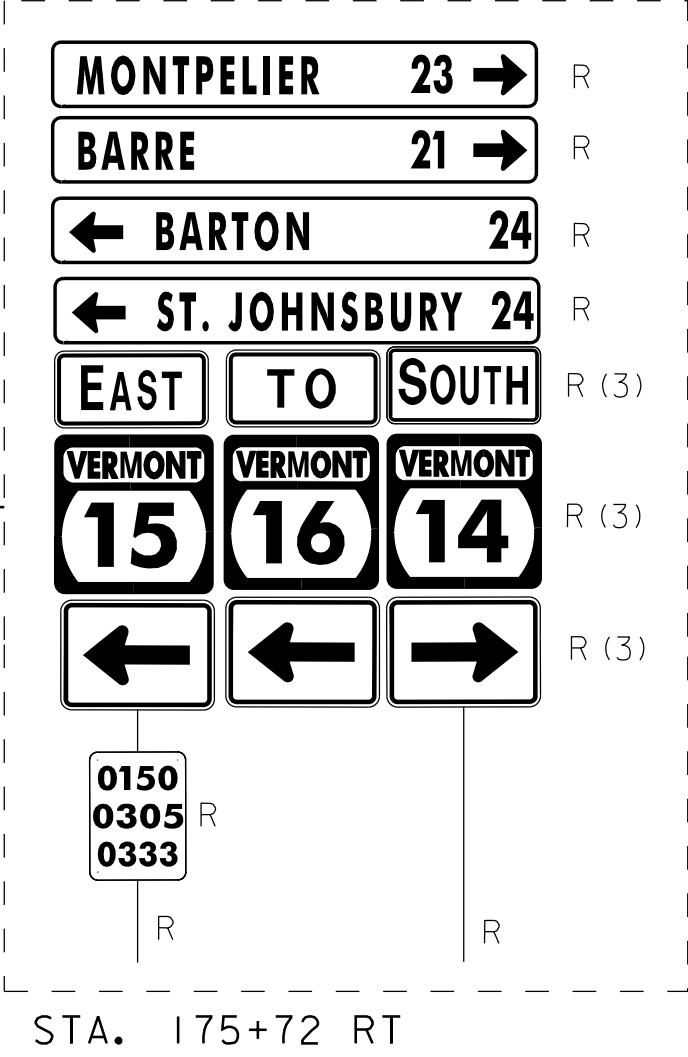 MONTPELIER 23 R
BARRE 21 R
BARTON 24 R
ST. JOHNSBURY 24 R
EAST TO SOUTH R (3)
VERMONT VERMONT VERMONT
15 16 14 R (3)
R (3)
0150
0305 R
0333
R R
STA. 175+72 RT